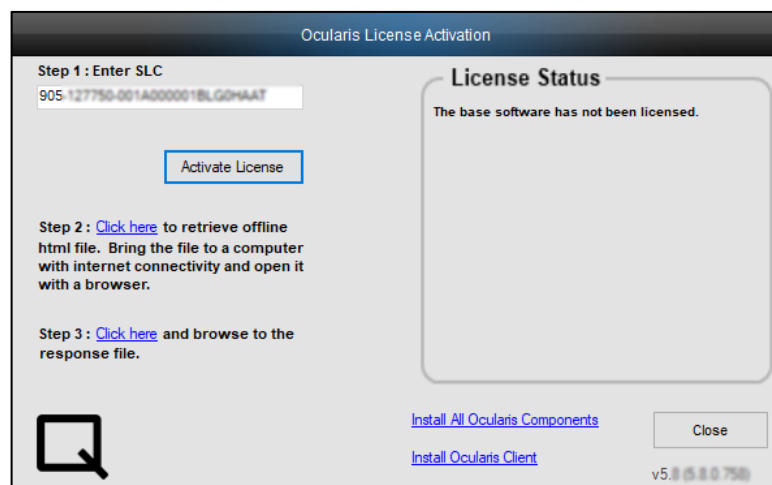 Ocularis License Activation
Step 1 : Enter SLC
905-
Activate License
Step 2 : Click here to retrieve offline
html file. Bring the file to a computer
with internet connectivity and open it
with a browser.
Step 3 : Click here and browse to the
response file.
License Status
The base software has not been licensed.
Install All Ocularis Components
Install Ocularis Client
Close
v5.